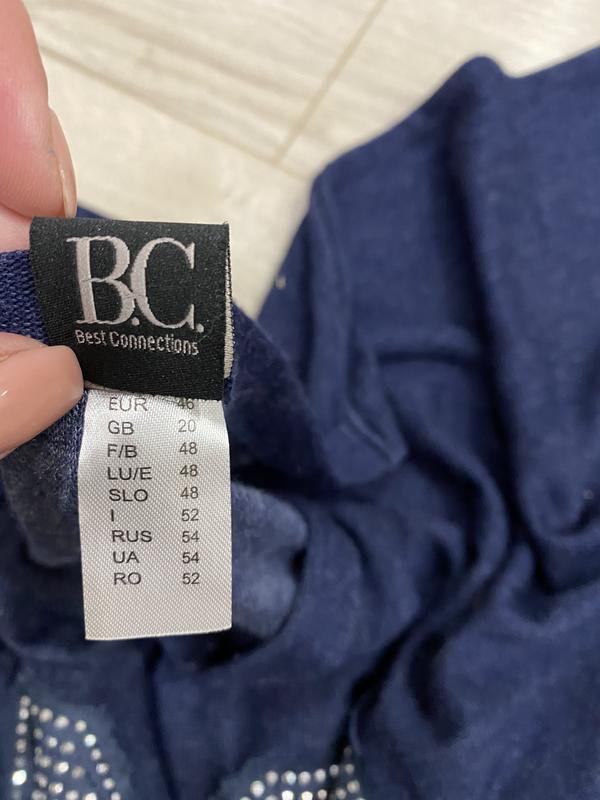 B.C.
Best Connections
EUR 46
GB 20
F/B 48
LU/E 48
SLO 48
I 52
RUS 54
UA 54
RO 52